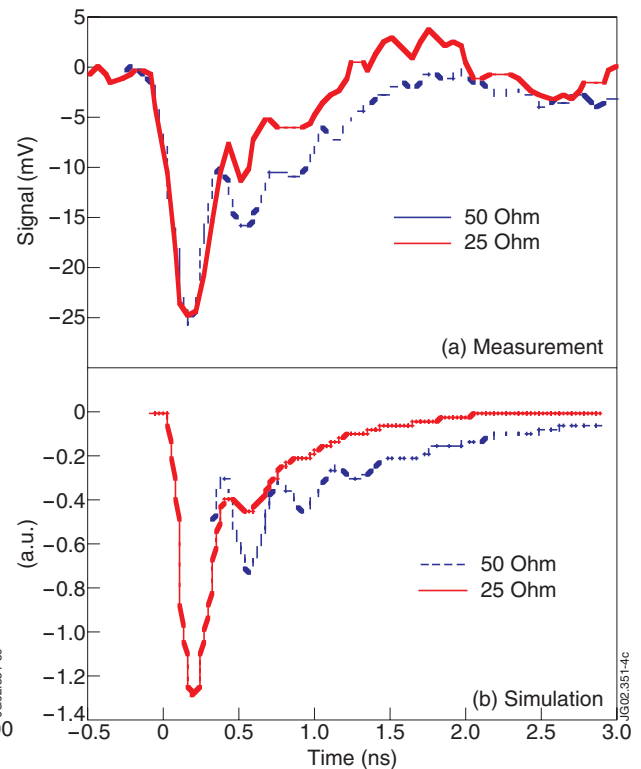 5
0
−5
−10
−15
−20
−25
Signal (mV)
50 Ohm
25 Ohm
(a) Measurement
0
−0.2
−0.4
−0.6
−0.8
−1.0
−1.2
−1.4
(a.u.)
50 Ohm
25 Ohm
(b) Simulation
JG02.351-4c
−0.5 0 0.5 1.0 1.5 2.0 2.5 3.0
Time (ns)
00